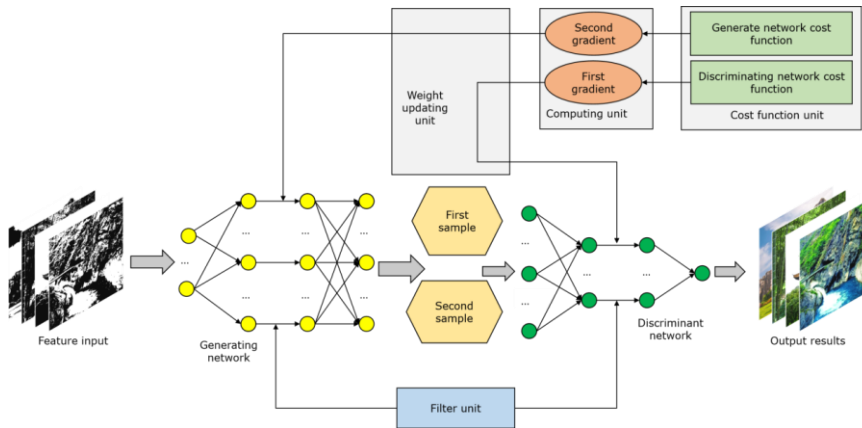 Second
gradient
Generate network cost
function
First
gradient
Discriminating network cost
function
Weight
updating
unit
Computing unit
Cost function unit
First
sample
...
...
...
...
...
...
...
...
...
...
...
Second
sample
Feature input
Generating
network
Discriminant
network
Output results
Filter unit